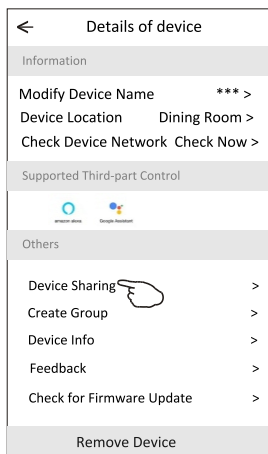 ← Details of device
Information
Modify Device Name *** >
Device Location Dining Room >
Check Device Network Check Now >
Supported Third-part Control
amazon alexa Google Assistant
Others
Device Sharing >
Create Group >
Device Info >
Feedback >
Check for Firmware Update >
Remove Device